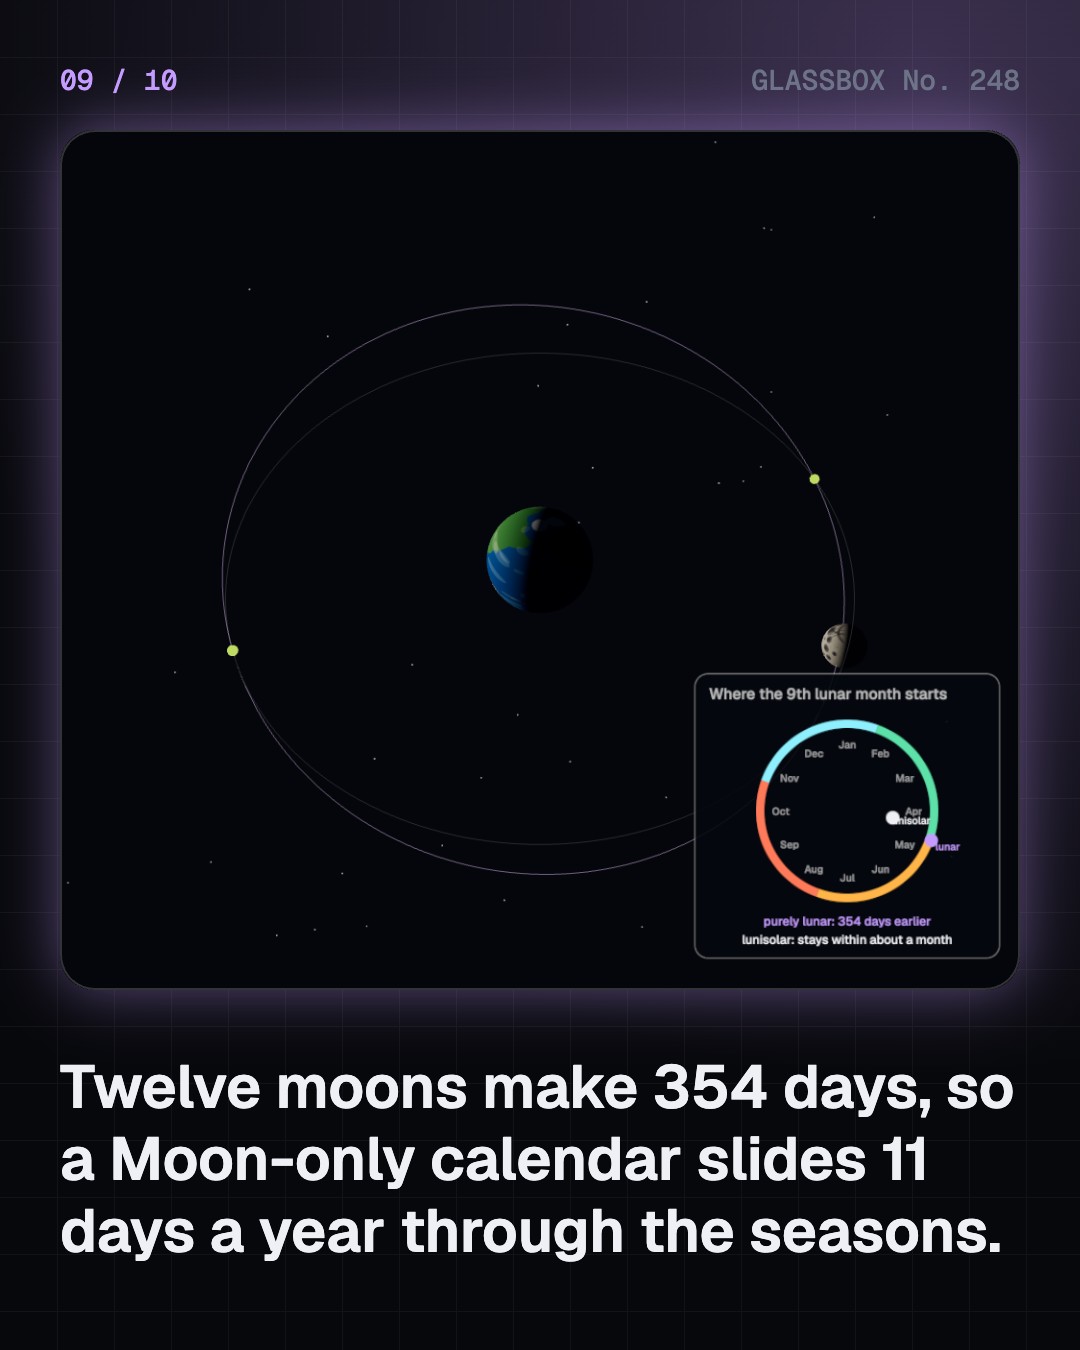 09 / 10
GLASSBOX No. 248
Where the 9th lunar month starts
Jan
Feb
Mar
Apr
May
Jun
Jul
Aug
Sep
Oct
Nov
Dec
lunar
purely lunar: 354 days earlier
lunisolar: stays within about a month
Twelve moons make 354 days, so
a Moon-only calendar slides 11
days a year through the seasons.